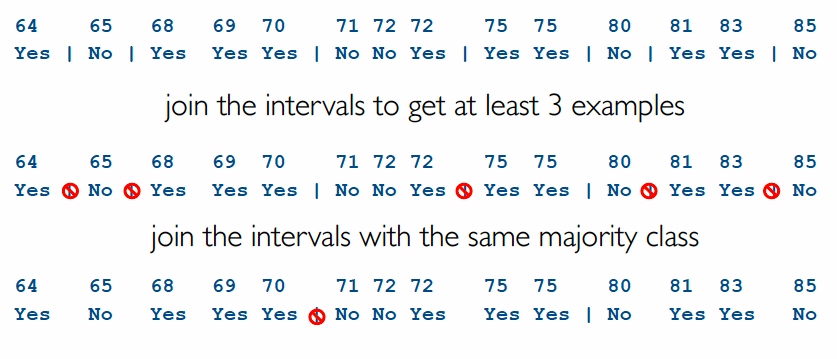 64 65 68 69 70 71 72 72 75 75 80 81 83 85
Yes | No | Yes Yes Yes | No No Yes | Yes Yes | No | Yes Yes | No
join the intervals to get at least 3 examples
64 65 68 69 70 71 72 72 75 75 80 81 83 85
Yes No Yes Yes Yes | No No Yes Yes Yes | No Yes Yes No
join the intervals with the same majority class
64 65 68 69 70 71 72 72 75 75 80 81 83 85
Yes No Yes Yes Yes No No Yes Yes Yes | No Yes Yes No